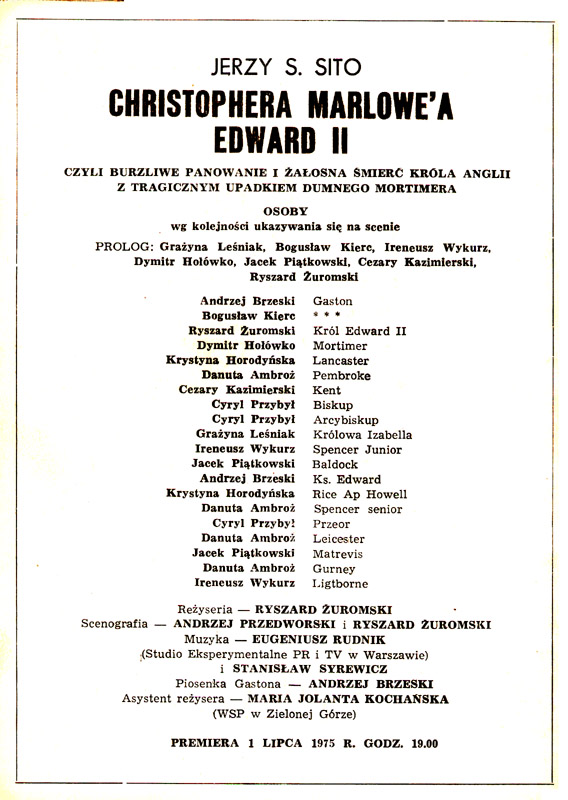 JERZY S. SITO
CHRISTOPHERA MARLOWE'A
EDWARD II
CZYLI BURZLIWE PANOWANIE I ŻAŁOSNA ŚMIERĆ KRÓLA ANGLII
Z TRAGICZNYM UPADKIEM DUMNEGO MORTIMERA
OSOBY
wg kolejności ukazywania się na scenie
PROLOG: Grażyna Leśniak, Bogusław Kierc, Ireneusz Wykurz,
Dymitr Hołówko, Jacek Piątkowski, Cezary Kazimierski,
Ryszard Żuromski
Andrzej Brzeski Gaston
Bogusław Kierc * * *
Ryszard Żuromski Król Edward II
Dymitr Hołówko Mortimer
Krystyna Horodyńska Lancaster
Danuta Ambroż Pembroke
Cezary Kazimierski Kent
Cyryl Przybył Biskup
Cyryl Przybył Arcybiskup
Grażyna Leśniak Królowa Izabella
Ireneusz Wykurz Spencer Junior
Jacek Piątkowski Baldock
Andrzej Brzeski Ks. Edward
Krystyna Horodyńska Rice Ap Howell
Danuta Ambroż Spencer senior
Cyryl Przybył Przeor
Danuta Ambroż Leicester
Jacek Piątkowski Matrevis
Danuta Ambroż Gurney
Ireneusz Wykurz Ligtborne
Reżyseria — RYSZARD ŻUROMSKI
Scenografia — ANDRZEJ PRZEDWORSKI i RYSZARD ŻUROMSKI
Muzyka — EUGENIUSZ RUDNIK
(Studio Eksperymentalne PR i TV w Warszawie)
i STANISŁAW SYREWICZ
Piosenka Gastona — ANDRZEJ BRZESKI
Asystent reżysera — MARIA JOLANTA KOCHAŃSKA
(WSP w Zielonej Górze)
PREMIERA 1 LIPCA 1975 R. GODZ. 19.00